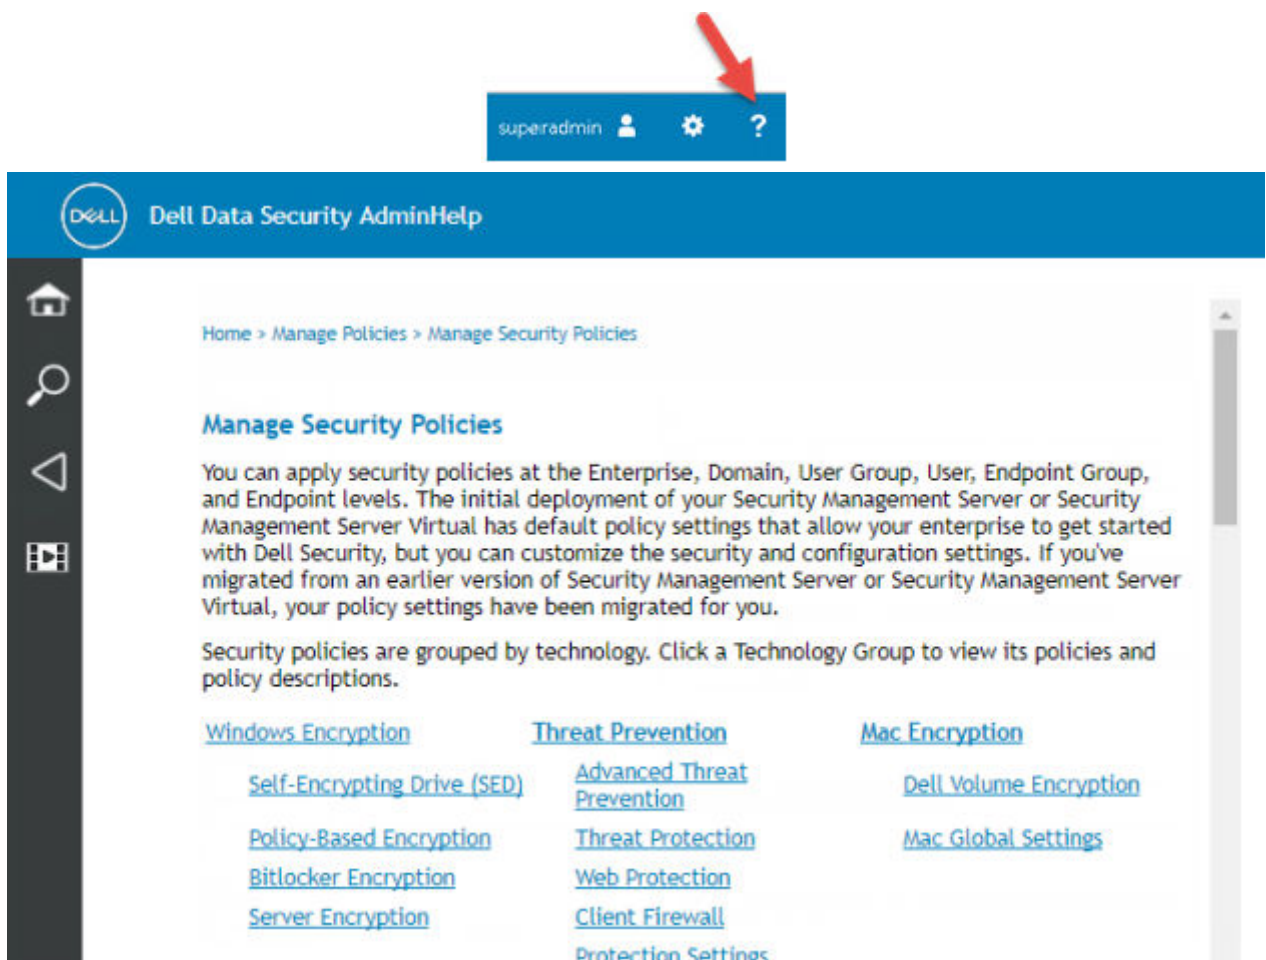 superadmin ?
DELL Dell Data Security AdminHelp
Home > Manage Policies > Manage Security Policies
Manage Security Policies
You can apply security policies at the Enterprise, Domain, User Group, User, Endpoint Group,
and Endpoint levels. The initial deployment of your Security Management Server or Security
Management Server Virtual has default policy settings that allow your enterprise to get started
with Dell Security, but you can customize the security and configuration settings. If you've
migrated from an earlier version of Security Management Server or Security Management Server
Virtual, your policy settings have been migrated for you.
Security policies are grouped by technology. Click a Technology Group to view its policies and
policy descriptions.
Windows Encryption
Self-Encrypting Drive (SED)
Policy-Based Encryption
Bitlocker Encryption
Server Encryption
Threat Prevention
Advanced Threat
Prevention
Threat Protection
Web Protection
Client Firewall
Protection Settings
Mac Encryption
Dell Volume Encryption
Mac Global Settings